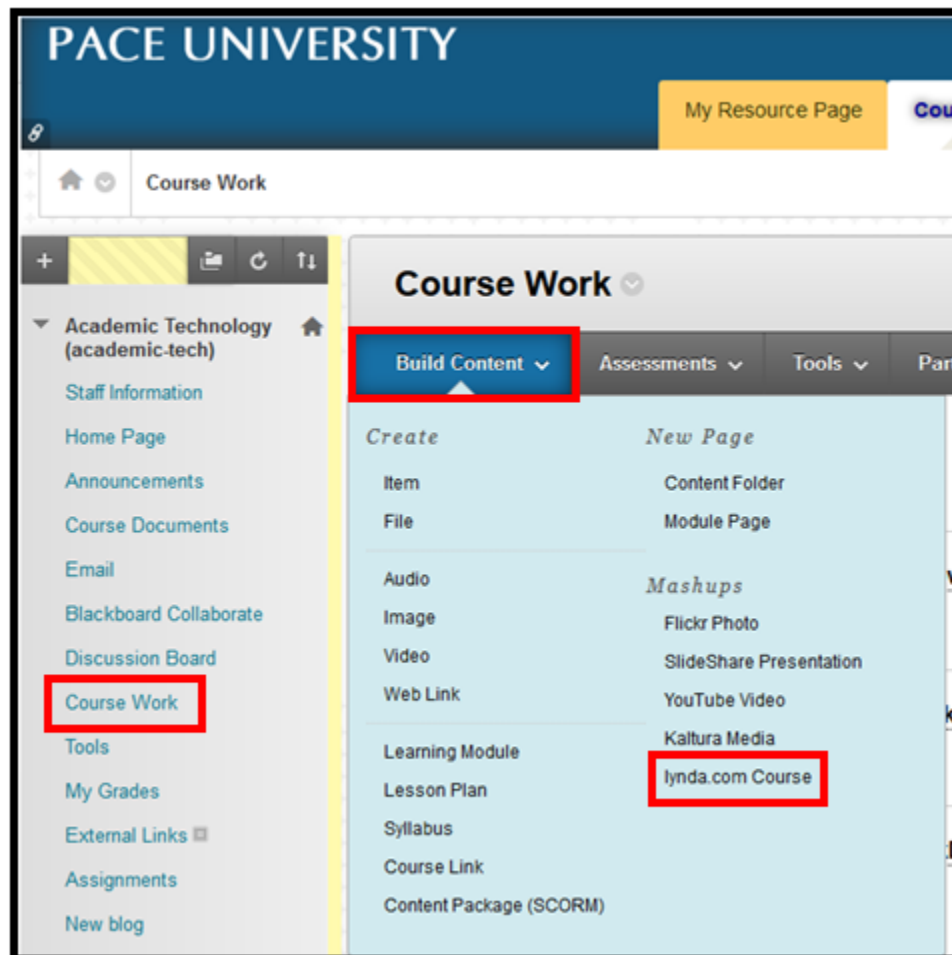 PACE UNIVERSITY
My Resource Page
Course Work
Course Work
Academic Technology
(academic-tech)
Staff Information
Home Page
Announcements
Course Documents
Email
Blackboard Collaborate
Discussion Board
Course Work
Tools
My Grades
External Links
Assignments
New blog
Build Content
Assessments
Tools
Create
Item
File
Audio
Image
Video
Web Link
Learning Module
Lesson Plan
Syllabus
Course Link
Content Package (SCORM)
New Page
Content Folder
Module Page
Mashups
Flickr Photo
SlideShare Presentation
YouTube Video
Kaltura Media
lynda.com Course